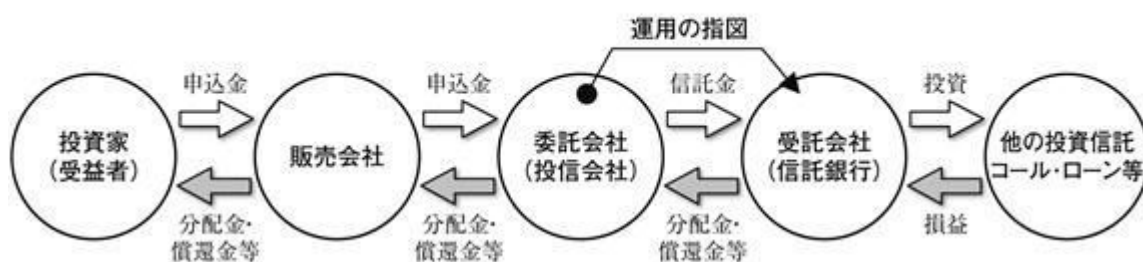 運用の指図
申込金
申込金
信託金
投資
投資家
(受益者)
販売会社
委託会社
(投信会社)
受託会社
(信託銀行)
他の投資信託
コール・ローン等
分配金・
償還金等
分配金・
償還金等
分配金・
償還金等
損益